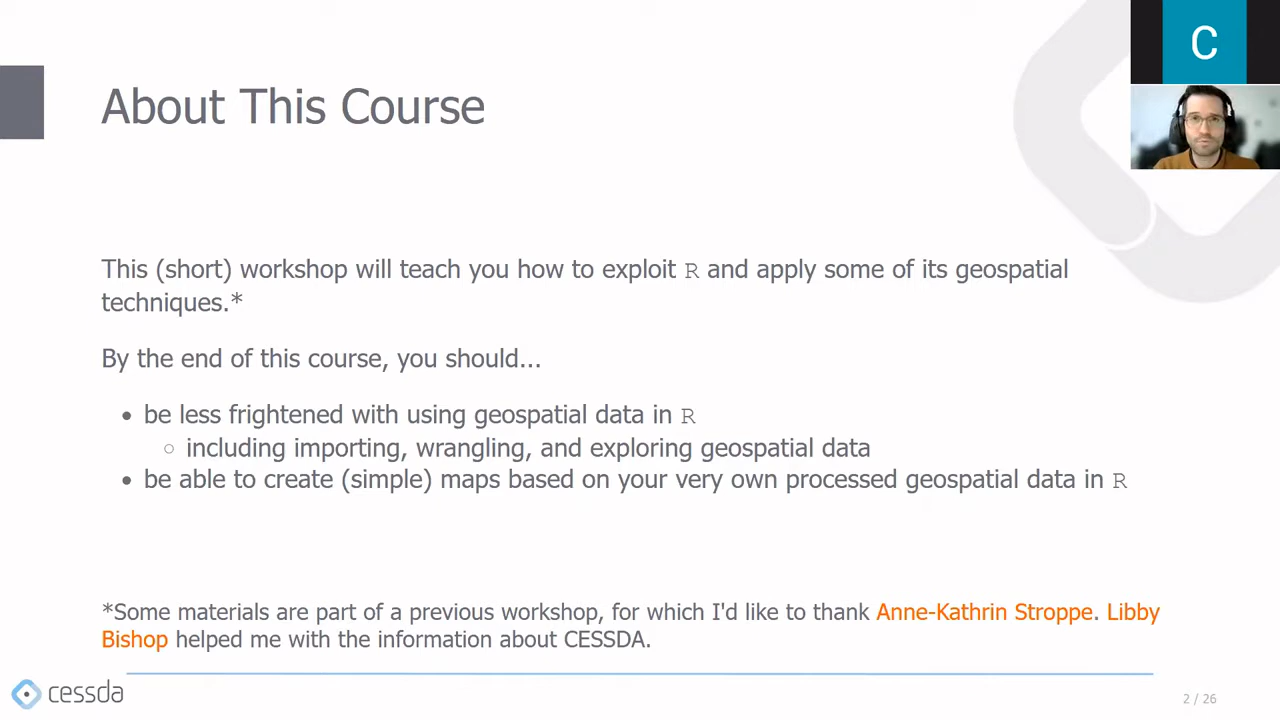 C
About This Course
This (short) workshop will teach you how to exploit R and apply some of its geospatial
techniques.*
By the end of this course, you should...
• be less frightened with using geospatial data in R
○ including importing, wrangling, and exploring geospatial data
• be able to create (simple) maps based on your very own processed geospatial data in R
*Some materials are part of a previous workshop, for which I'd like to thank Anne-Kathrin Stroppe. Libby
Bishop helped me with the information about CESSDA.
cessda
2 / 26